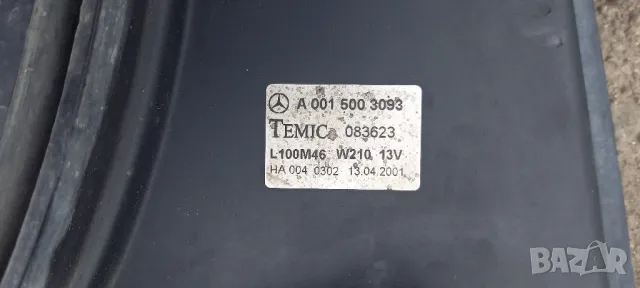 A 001 500 3093
TEMIC 083623
L100M46 W210 13V
HA 004 0302 13.04.2001
BAZAR